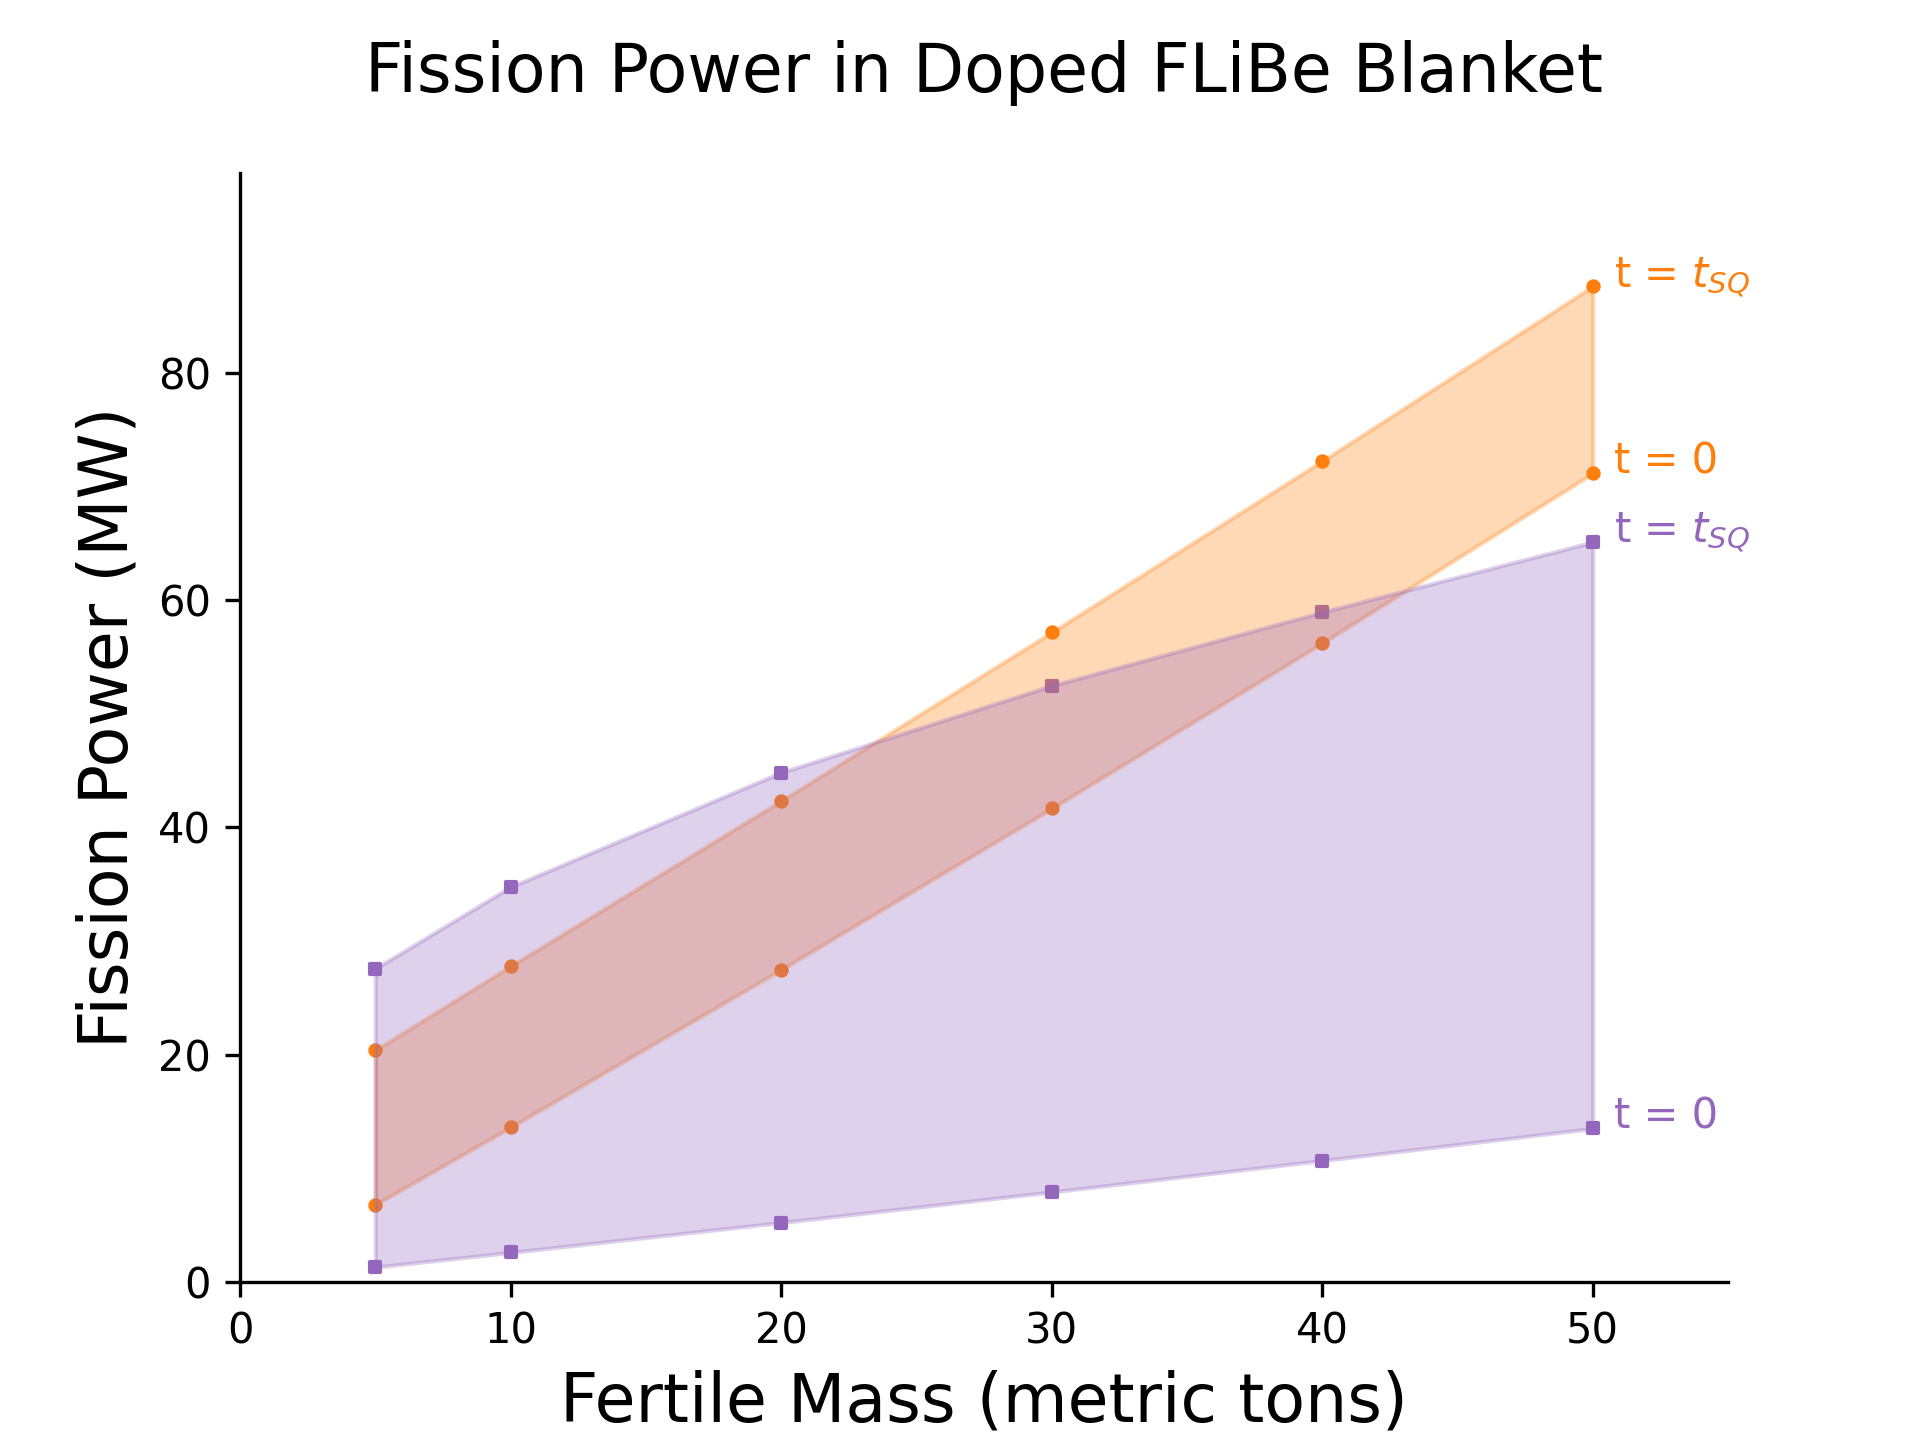 Fission Power in Doped FLiBe Blanket
Fission Power (MW)
80
60
40
20
0
t = t_SQ
t = 0
t = t_SQ
t = 0
0 10 20 30 40 50
Fertile Mass (metric tons)